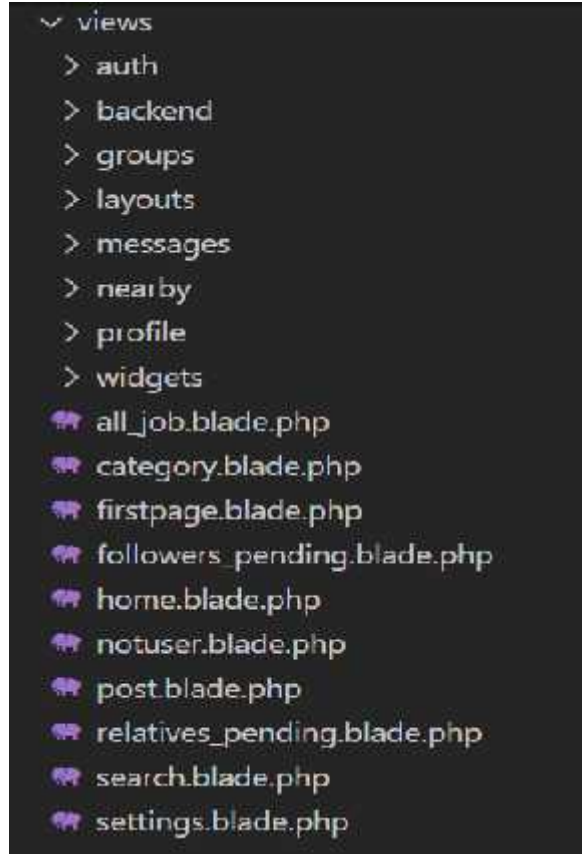 views
auth
backend
groups
layouts
messages
nearby
profile
widgets
all_job.blade.php
category.blade.php
firstpage.blade.php
followers_pending.blade.php
home.blade.php
notuser.blade.php
post.blade.php
relatives_pending.blade.php
search.blade.php
settings.blade.php